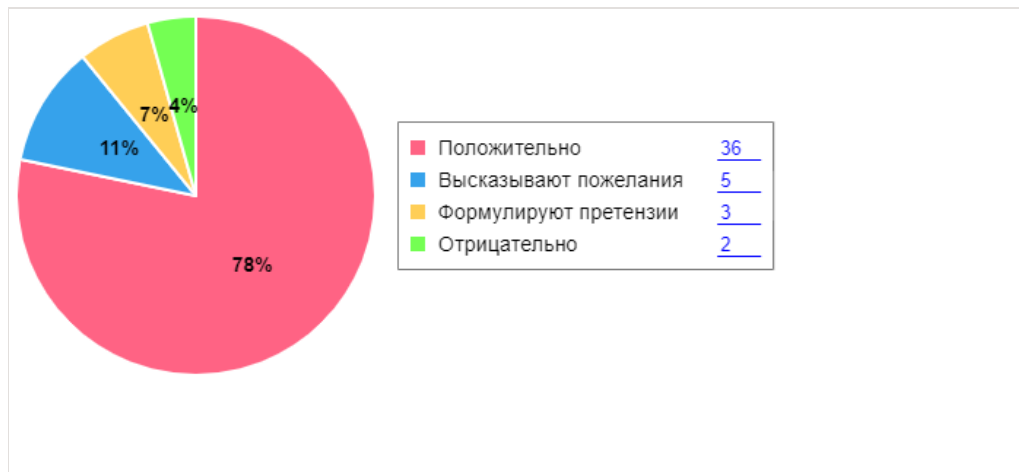 4%
7%
11%
78%
Положительно 36
Высказывают пожелания 5
Формулируют претензии 3
Отрицательно 2